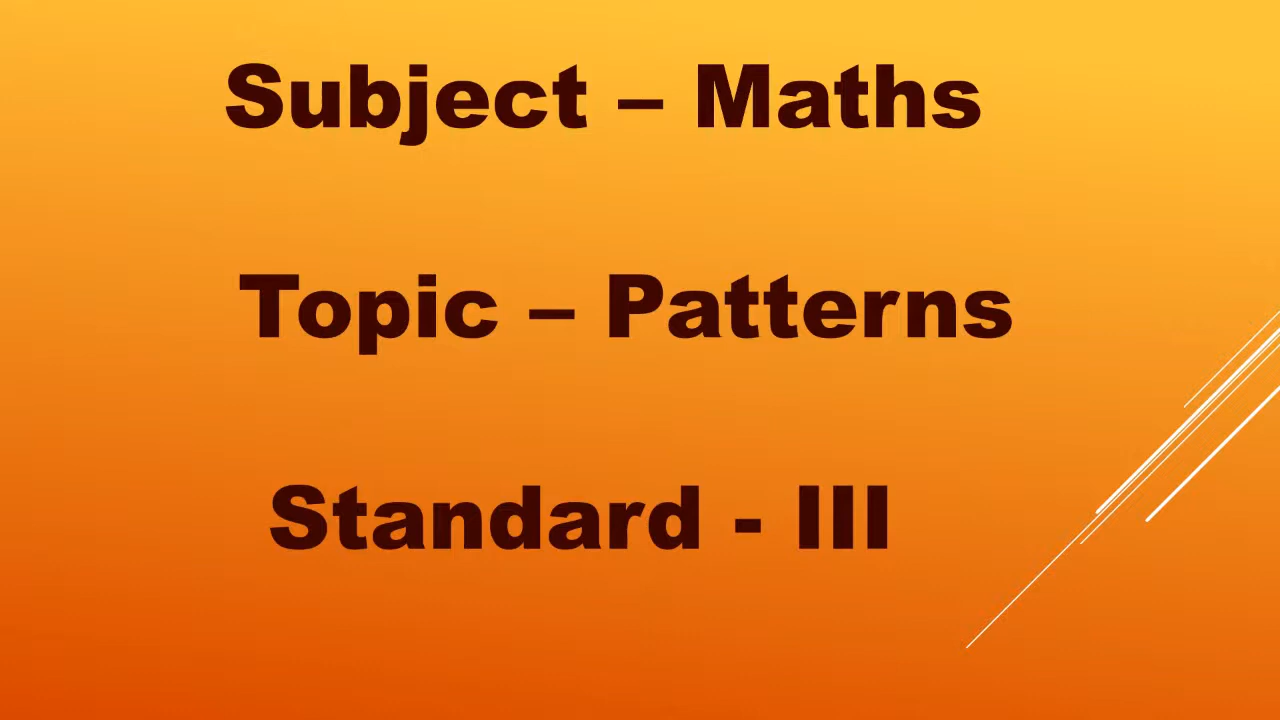 Subject – Maths
Topic – Patterns
Standard - III